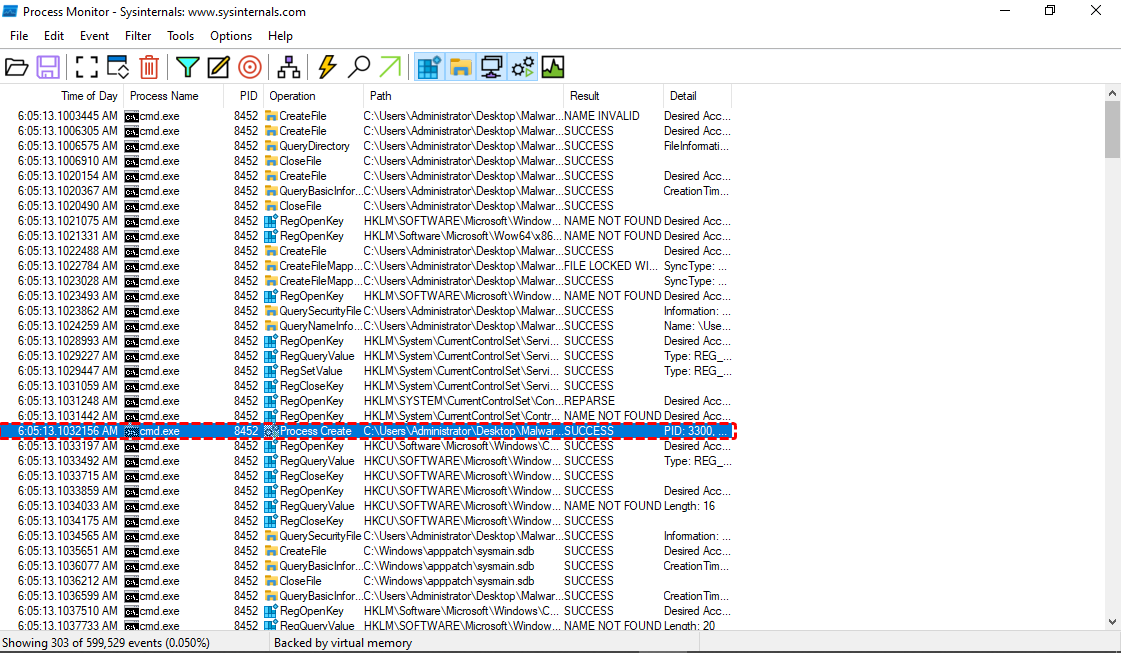 Process Monitor - Sysinternals: www.sysinternals.com
File Edit Event Filter Tools Options Help
Time of Day Process Name PID Operation Path Result Detail
6:05:13.1003445 AM cmd.exe 8452 CreateFile C:\Users\Administrator\Desktop\Malwar... NAME INVALID Desired Acc...
6:05:13.1006305 AM cmd.exe 8452 CreateFile C:\Users\Administrator\Desktop\Malwar... SUCCESS Desired Acc...
6:05:13.1006575 AM cmd.exe 8452 QueryDirectory C:\Users\Administrator\Desktop\Malwar... SUCCESS FileInformati...
6:05:13.1006910 AM cmd.exe 8452 CloseFile C:\Users\Administrator\Desktop\Malwar... SUCCESS
6:05:13.1020154 AM cmd.exe 8452 CreateFile C:\Users\Administrator\Desktop\Malwar... SUCCESS Desired Acc...
6:05:13.1020367 AM cmd.exe 8452 QueryBasicInfor... C:\Users\Administrator\Desktop\Malwar... SUCCESS CreationTim...
6:05:13.1020490 AM cmd.exe 8452 CloseFile C:\Users\Administrator\Desktop\Malwar... SUCCESS
6:05:13.1021075 AM cmd.exe 8452 RegOpenKey HKLM\SOFTWARE\Microsoft\Window... NAME NOT FOUND Desired Acc...
6:05:13.1021331 AM cmd.exe 8452 RegOpenKey HKLM\Software\Microsoft\Wow64\x86... NAME NOT FOUND Desired Acc...
6:05:13.1022488 AM cmd.exe 8452 CreateFile C:\Users\Administrator\Desktop\Malwar... SUCCESS Desired Acc...
6:05:13.1022784 AM cmd.exe 8452 CreateFileMapp... C:\Users\Administrator\Desktop\Malwar... FILE LOCKED WI... SyncType: ...
6:05:13.1023028 AM cmd.exe 8452 CreateFileMapp... C:\Users\Administrator\Desktop\Malwar... SUCCESS SyncType: ...
6:05:13.1023493 AM cmd.exe 8452 RegOpenKey HKLM\SOFTWARE\Microsoft\Window... NAME NOT FOUND Desired Acc...
6:05:13.1023862 AM cmd.exe 8452 QuerySecurityFile C:\Users\Administrator\Desktop\Malwar... SUCCESS Information: ...
6:05:13.1024259 AM cmd.exe 8452 QueryNameInfo... C:\Users\Administrator\Desktop\Malwar... SUCCESS Name: \Use...
6:05:13.1028993 AM cmd.exe 8452 RegOpenKey HKLM\System\CurrentControlSet\Servi... SUCCESS Desired Acc...
6:05:13.1029227 AM cmd.exe 8452 RegQueryValue HKLM\System\CurrentControlSet\Servi... SUCCESS Type: REG_...
6:05:13.1029447 AM cmd.exe 8452 RegSetValue HKLM\System\CurrentControlSet\Servi... SUCCESS Type: REG_...
6:05:13.1031059 AM cmd.exe 8452 RegCloseKey HKLM\System\CurrentControlSet\Servi... SUCCESS
6:05:13.1031248 AM cmd.exe 8452 RegOpenKey HKLM\SYSTEM\CurrentControlSet\Con... REPARSE Desired Acc...
6:05:13.1031442 AM cmd.exe 8452 RegOpenKey HKLM\System\CurrentControlSet\Contr... NAME NOT FOUND Desired Acc...
6:05:13.1032156 AM cmd.exe 8452 Process Create C:\Users\Administrator\Desktop\Malwar... SUCCESS PID: 3300, ...
6:05:13.1033197 AM cmd.exe 8452 RegOpenKey HKCU\Software\Microsoft\Windows\C... SUCCESS Desired Acc...
6:05:13.1033492 AM cmd.exe 8452 RegQueryValue HKCU\SOFTWARE\Microsoft\Window... SUCCESS Type: REG_...
6:05:13.1033715 AM cmd.exe 8452 RegCloseKey HKCU\SOFTWARE\Microsoft\Window... SUCCESS
6:05:13.1033859 AM cmd.exe 8452 RegOpenKey HKCU\SOFTWARE\Microsoft\Window... SUCCESS Desired Acc...
6:05:13.1034033 AM cmd.exe 8452 RegQueryValue HKCU\SOFTWARE\Microsoft\Window... NAME NOT FOUND Length: 16
6:05:13.1034175 AM cmd.exe 8452 RegCloseKey HKCU\SOFTWARE\Microsoft\Window... SUCCESS
6:05:13.1034565 AM cmd.exe 8452 QuerySecurityFile C:\Users\Administrator\Desktop\Malwar... SUCCESS Information: ...
6:05:13.1035651 AM cmd.exe 8452 CreateFile C:\Windows\apppatch\sysmain.sdb SUCCESS Desired Acc...
6:05:13.1036077 AM cmd.exe 8452 QueryBasicInfor... C:\Windows\apppatch\sysmain.sdb SUCCESS CreationTim...
6:05:13.1036212 AM cmd.exe 8452 CloseFile C:\Windows\apppatch\sysmain.sdb SUCCESS
6:05:13.1036599 AM cmd.exe 8452 QueryBasicInfor... C:\Users\Administrator\Desktop\Malwar... SUCCESS CreationTim...
6:05:13.1037510 AM cmd.exe 8452 RegOpenKey HKLM\Software\Microsoft\Windows\C... SUCCESS Desired Acc...
6:05:13.1037733 AM cmd.exe 8452 RegQueryValue HKLM\SOFTWARE\Microsoft\Window... NAME NOT FOUND Length: 20
Showing 303 of 599,529 events (0.050%) Backed by virtual memory